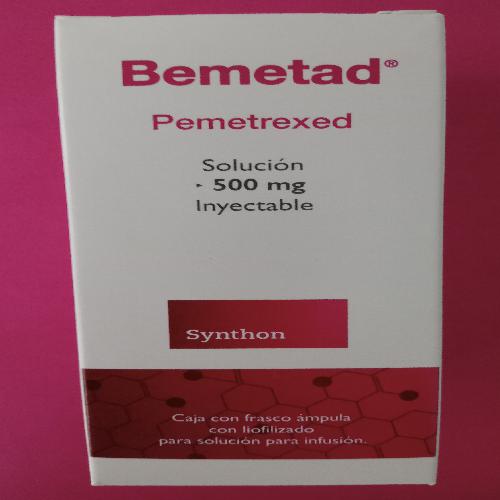 Bemetad®
Pemetrexed
Solución
▸ 500 mg
Inyectable
Synthon
Caja con frasco ámpula
con liofilizado
para solución para infusión.